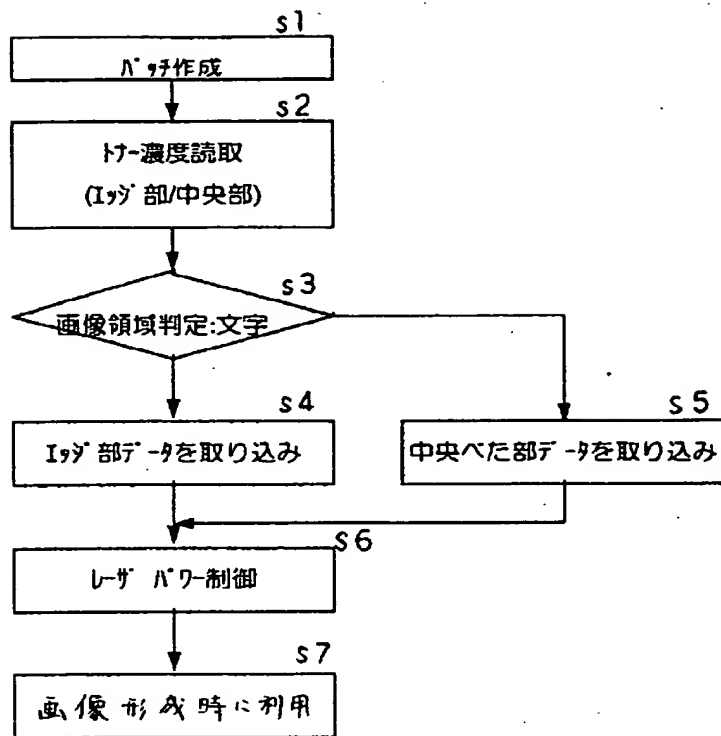 s1
ﾊﾟｯﾁ作成
s2
ﾄﾅｰ濃度読取
(ｴｯｼﾞ部/中央部)
s3
画像領域判定:文字
s4
ｴｯｼﾞ部ﾃﾞｰﾀを取り込み
s5
中央べた部ﾃﾞｰﾀを取り込み
s6
ﾚｰｻﾞﾊﾟﾜｰ制御
s7
画像形成時に利用